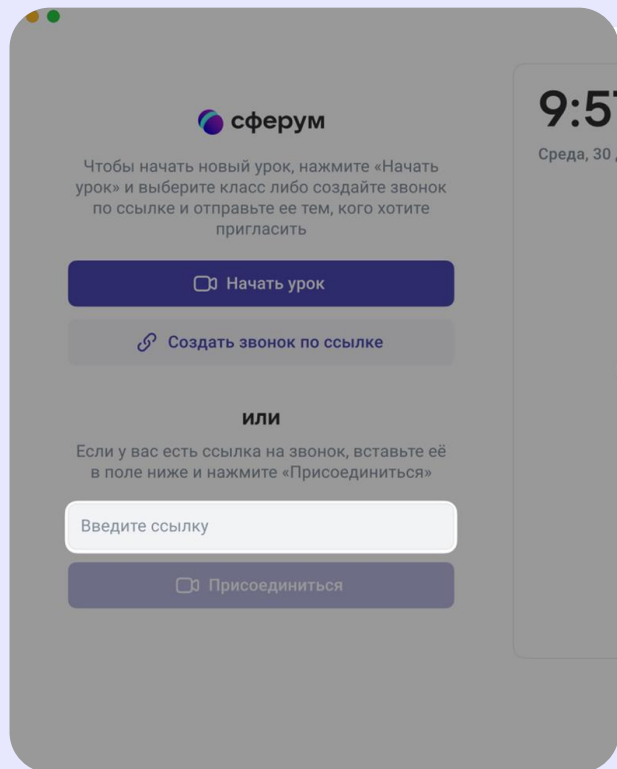 сферум
Чтобы начать новый урок, нажмите «Начать
урок» и выберите класс либо создайте звонок
по ссылке и отправьте ее тем, кого хотите
пригласить
Начать урок
Создать звонок по ссылке
или
Если у вас есть ссылка на звонок, вставьте её
в поле ниже и нажмите «Присоединиться»
Введите ссылку
Присоединиться
9:5
Среда, 30